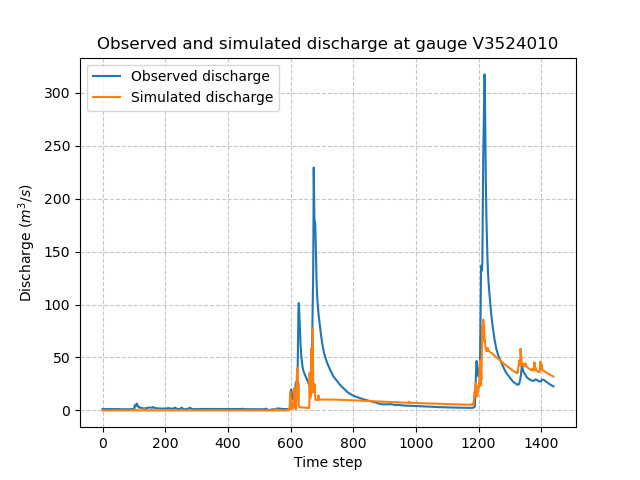 Observed and simulated discharge at gauge V3524010
Observed discharge
Simulated discharge
Discharge (m³/s)
300
250
200
150
100
50
0
0 200 400 600 800 1000 1200 1400
Time step